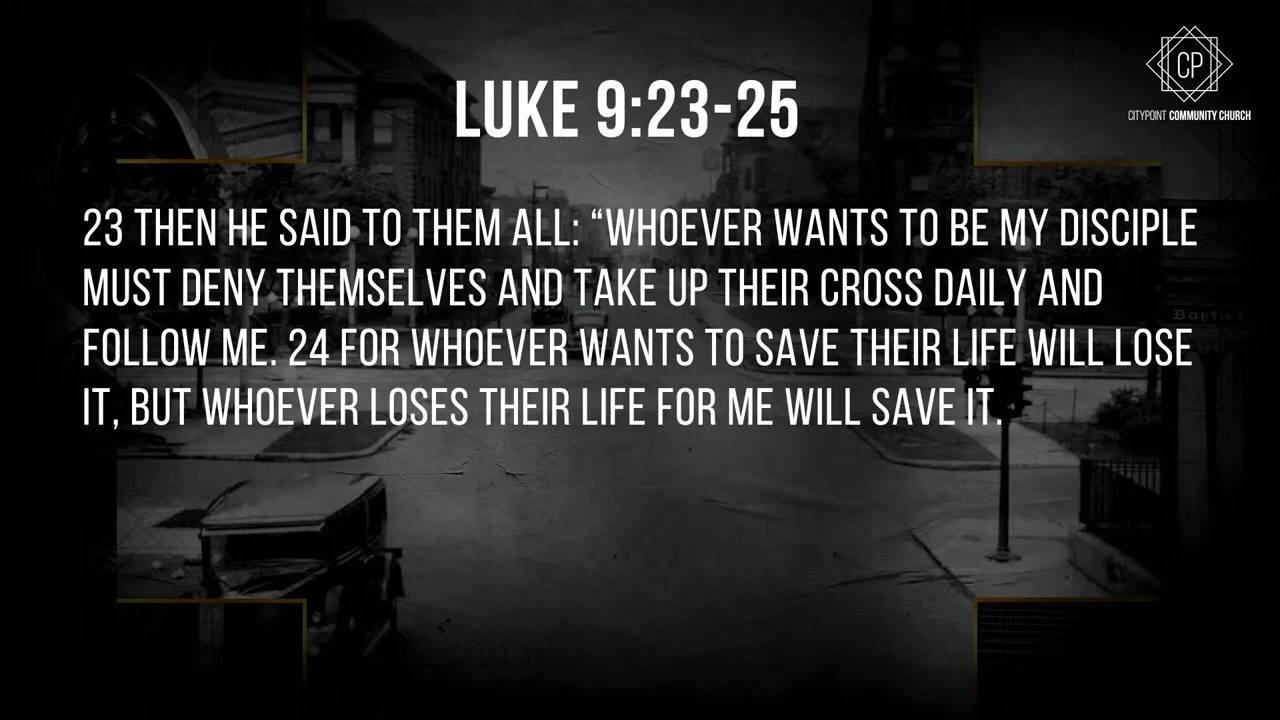 CP
CITYPOINT COMMUNITY CHURCH
LUKE 9:23-25
23 THEN HE SAID TO THEM ALL: “WHOEVER WANTS TO BE MY DISCIPLE
MUST DENY THEMSELVES AND TAKE UP THEIR CROSS DAILY AND
FOLLOW ME. 24 FOR WHOEVER WANTS TO SAVE THEIR LIFE WILL LOSE
IT, BUT WHOEVER LOSES THEIR LIFE FOR ME WILL SAVE IT.